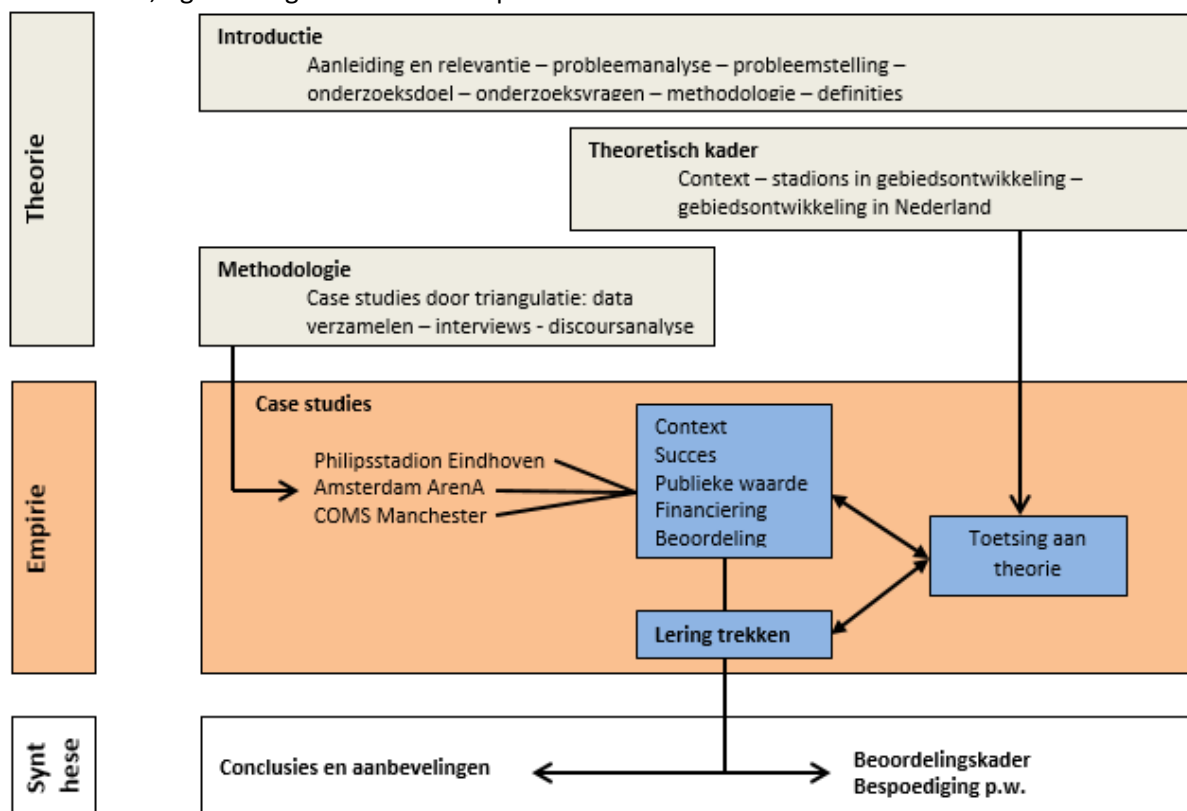 Introductie
Aanleiding en relevantie – probleemanalyse – probleemstelling –
onderzoeksdoel – onderzoeksvragen – methodologie – definities
Theorie
Theoretisch kader
Context – stadions in gebiedsontwikkeling –
gebiedsontwikkeling in Nederland
Methodologie
Case studies door triangulatie: data
verzamelen – interviews - discoursanalyse
Empirie
Case studies
Philipsstadion Eindhoven
Amsterdam ArenA
COMS Manchester
Context
Succes
Publieke waarde
Financiering
Beoordeling
Toetsing aan
theorie
Lering trekken
Synt
hese
Conclusies en aanbevelingen
Beoordelingskader
Bespoediging p.w.